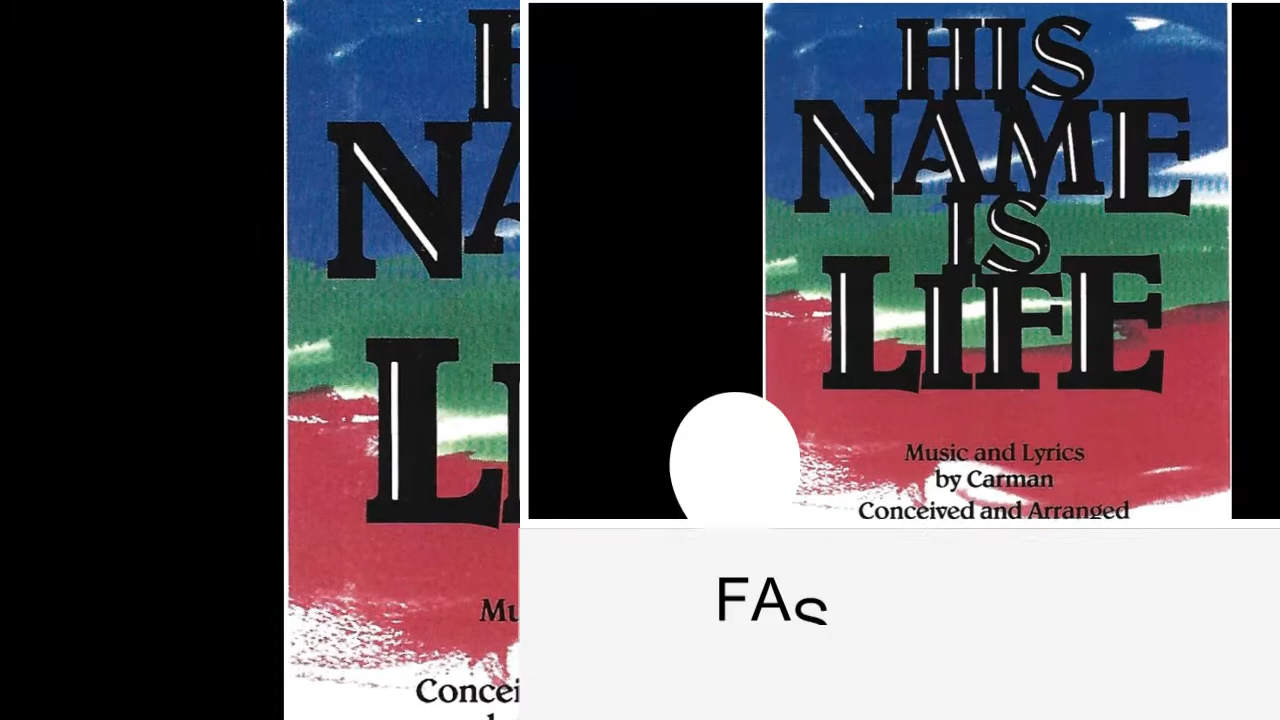 HIS
NAME
IS
LIFE
Music and Lyrics
by Carman
Conceived and Arranged
FAS